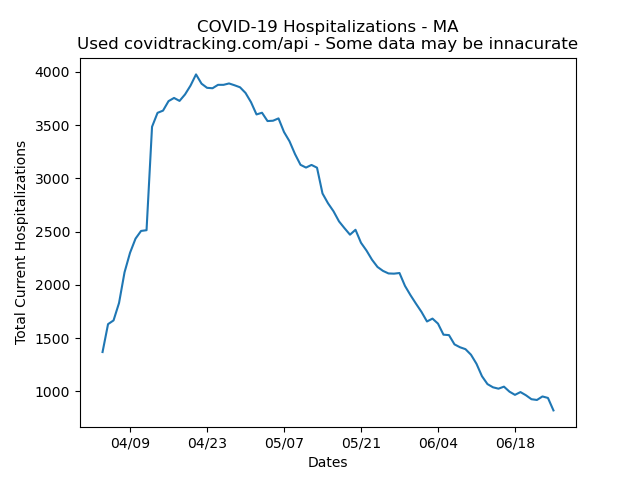 COVID-19 Hospitalizations - MA
Used covidtracking.com/api - Some data may be innacurate
Total Current Hospitalizations
4000
3500
3000
2500
2000
1500
1000
04/09 04/23 05/07 05/21 06/04 06/18
Dates